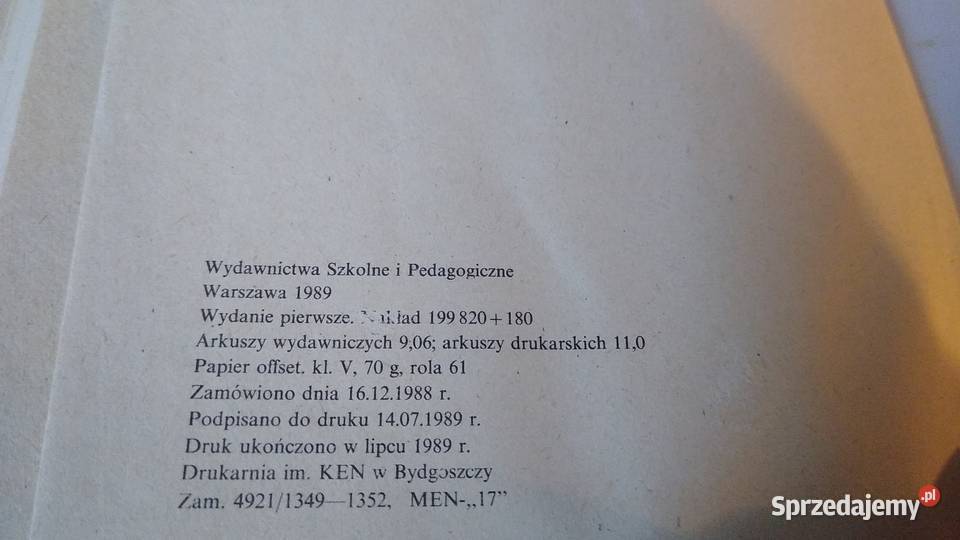 Wydawnictwa Szkolne i Pedagogiczne
Warszawa 1989
Wydanie pierwsze. Nakład 199 820 + 180
Arkuszy wydawniczych 9,06; arkuszy drukarskich 11,0
Papier offset. kl. V, 70 g, rola 61
Zamówiono dnia 16.12.1988 r.
Podpisano do druku 14.07.1989 r.
Druk ukończono w lipcu 1989 r.
Drukarnia im. KEN w Bydgoszczy
Zam. 4921/1349—1352, MEN-„17”
Sprzedajemy.pl